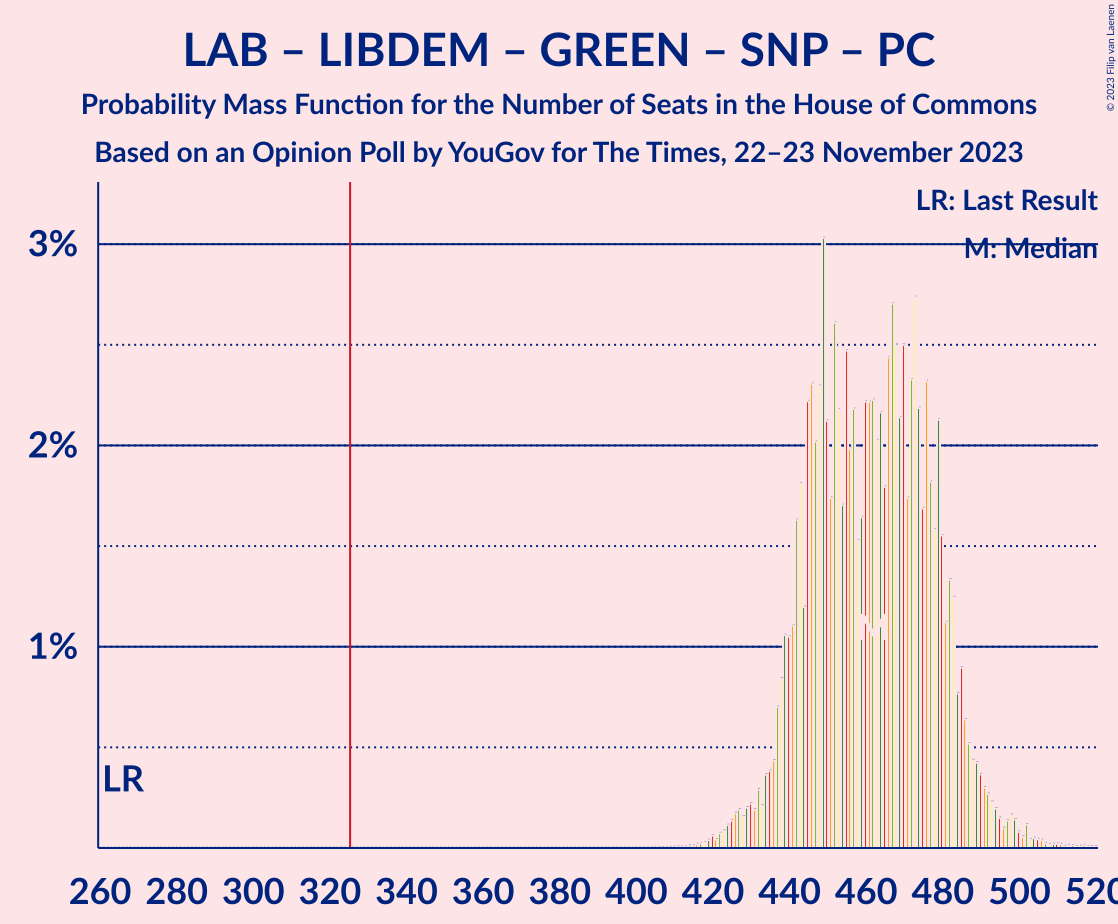 LAB – LIBDEM – GREEN – SNP – PC
Probability Mass Function for the Number of Seats in the House of Commons
Based on an Opinion Poll by YouGov for The Times, 22–23 November 2023
© 2023 Filip van Laenen
LR: Last Result
M: Median
3%
2%
1%
LR
260 280 300 320 340 360 380 400 420 440 460 480 500 520